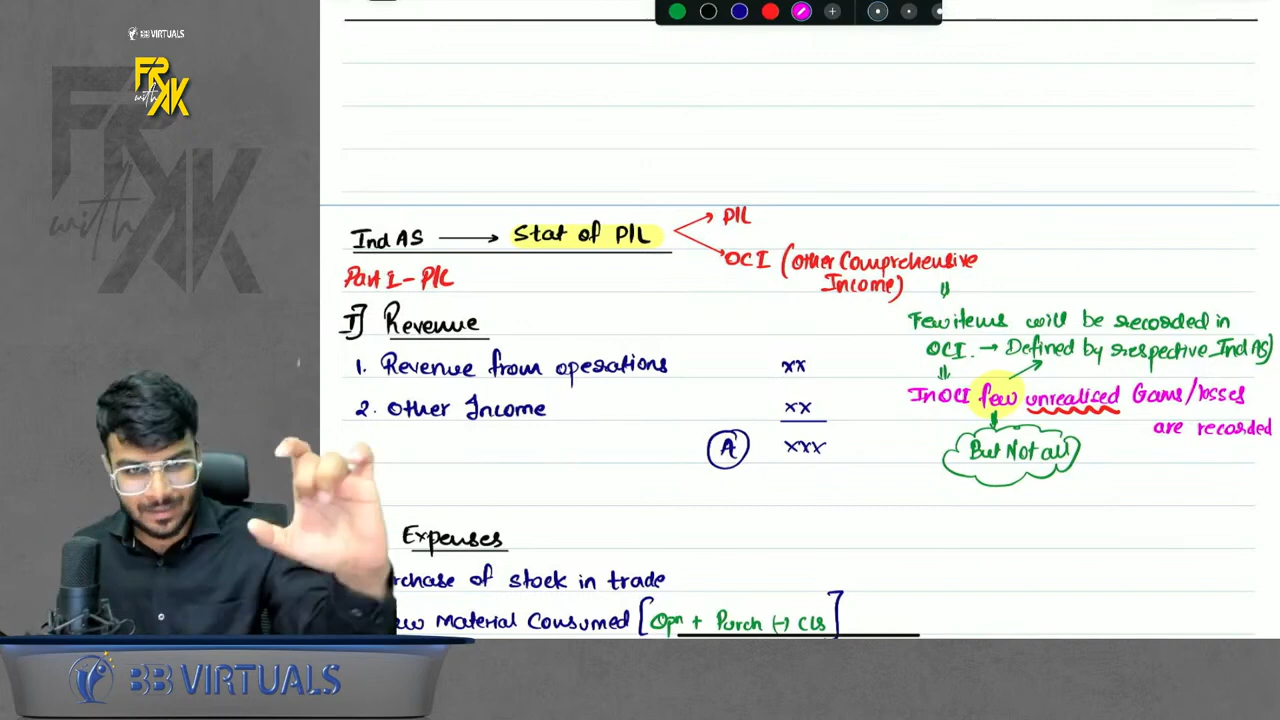 BB VIRTUALS
FR
with KK
FR
with KK
Ind AS → Stat of P/L
P/L
OCI (Other Comprehensive
Income)
Part I - P/L
I] Revenue
1. Revenue from operations xx
2. Other Income xx
A xxx
⇓
Few items will be recorded in
OCI. → Defined by respective Ind AS)
⇓
In OCI few unrealised Gains/losses
are recorded
But Not all
Expenses
rchase of stock in trade
aw Material Consumed [Opn + Purch (-) Cls]
BB VIRTUALS